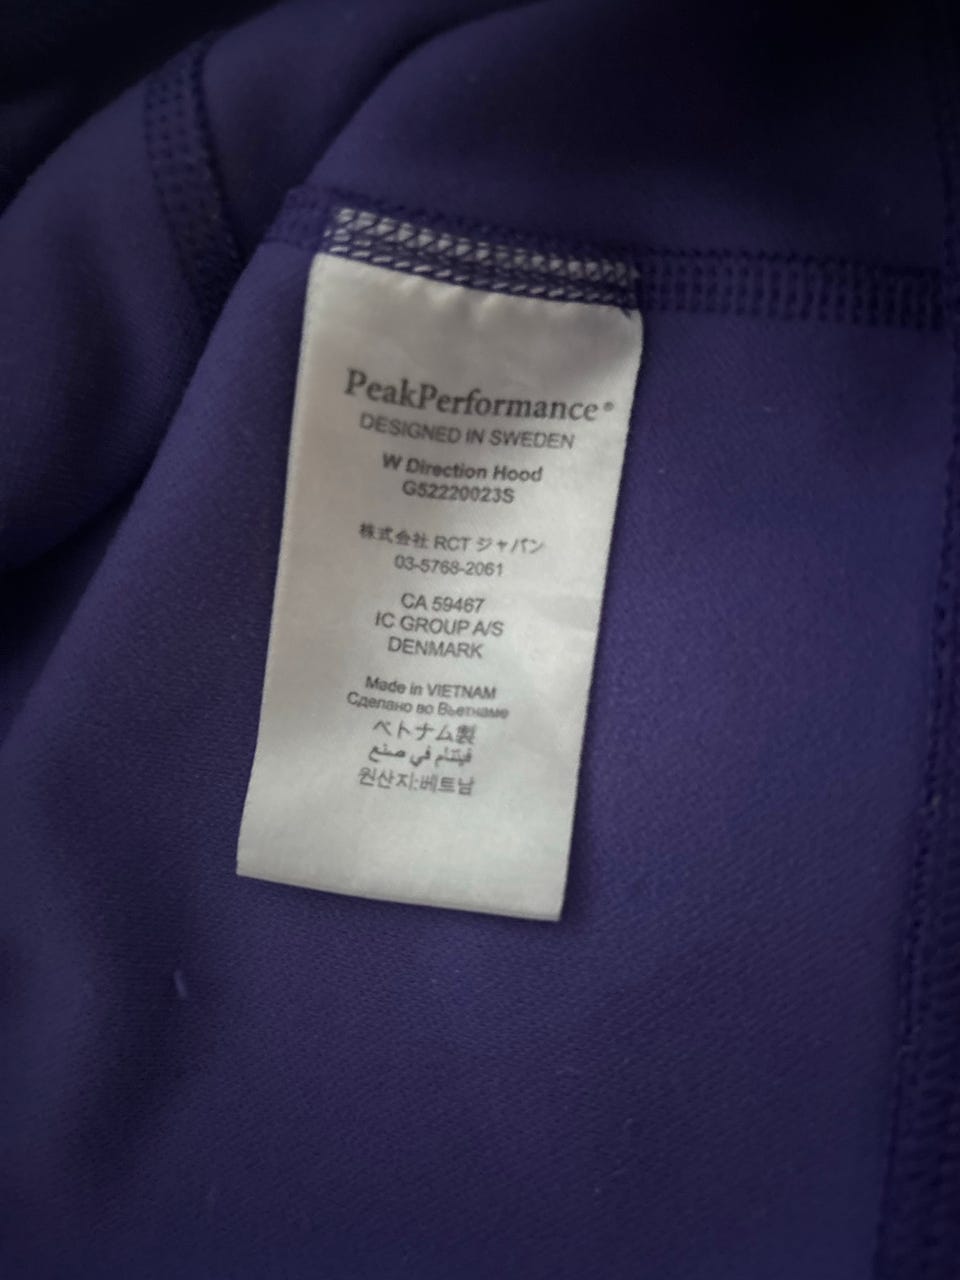 PeakPerformance®
DESIGNED IN SWEDEN
W Direction Hood
G52220023S
株式会社 RCT ジャパン
03-5768-2061
CA 59467
IC GROUP A/S
DENMARK
Made in VIETNAM
Сделано во Вьетнаме
ベトナム製
فيتنام في صنع
원산지:베트남